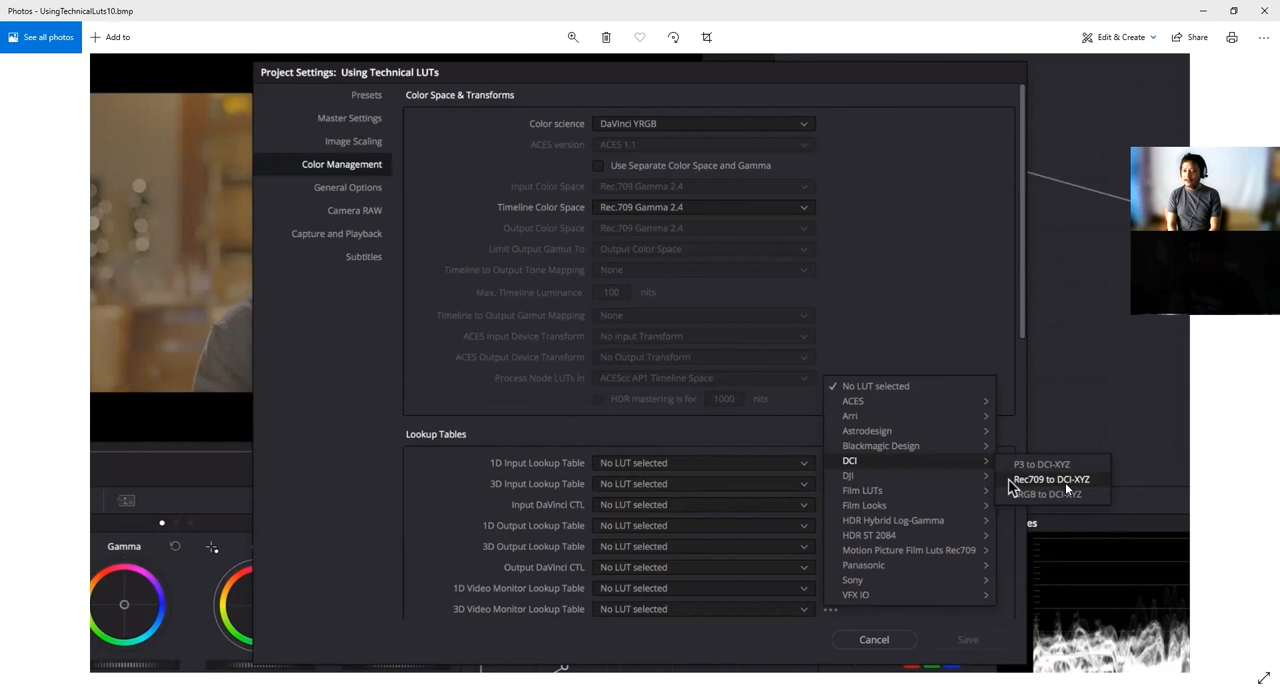 Photos - UsingTechnicalLuts10.bmp
See all photos
Add to
Edit & Create
Share
Project Settings: Using Technical LUTs
Presets
Master Settings
Image Scaling
Color Management
General Options
Camera RAW
Capture and Playback
Subtitles
Color Space & Transforms
Color science DaVinci YRGB
ACES version ACES 1.1
Use Separate Color Space and Gamma
Input Color Space Rec.709 Gamma 2.4
Timeline Color Space Rec.709 Gamma 2.4
Output Color Space Rec.709 Gamma 2.4
Limit Output Gamut To Output Color Space
Timeline to Output Tone Mapping None
Max. Timeline Luminance 100 nits
Timeline to Output Gamut Mapping None
ACES Input Device Transform No Input Transform
ACES Output Device Transform No Output Transform
Process Node LUTs in ACEScc AP1 Timeline Space
HDR mastering is for 1000 nits
Lookup Tables
1D Input Lookup Table No LUT selected
3D Input Lookup Table No LUT selected
Input DaVinci CTL No LUT selected
1D Output Lookup Table No LUT selected
3D Output Lookup Table No LUT selected
Output DaVinci CTL No LUT selected
1D Video Monitor Lookup Table No LUT selected
3D Video Monitor Lookup Table No LUT selected
No LUT selected
ACES
Arri
Astrodesign
Blackmagic Design
DCI
DJI
Film LUTs
Film Looks
HDR Hybrid Log-Gamma
HDR ST 2084
Motion Picture Film Luts Rec709
Panasonic
Sony
VFX IO
P3 to DCI-XYZ
Rec709 to DCI-XYZ
to DCI-XYZ
Cancel
Save
Gamma